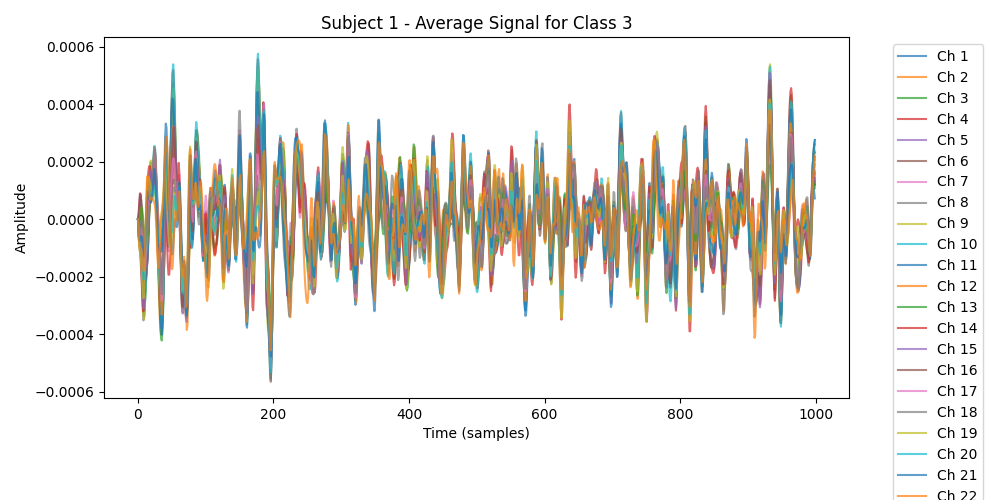 Subject 1 - Average Signal for Class 3
0.0006
0.0004
0.0002
0.0000
−0.0002
−0.0004
−0.0006
Amplitude
0
200
400
600
800
1000
Time (samples)
Ch 1
Ch 2
Ch 3
Ch 4
Ch 5
Ch 6
Ch 7
Ch 8
Ch 9
Ch 10
Ch 11
Ch 12
Ch 13
Ch 14
Ch 15
Ch 16
Ch 17
Ch 18
Ch 19
Ch 20
Ch 21
Ch 22